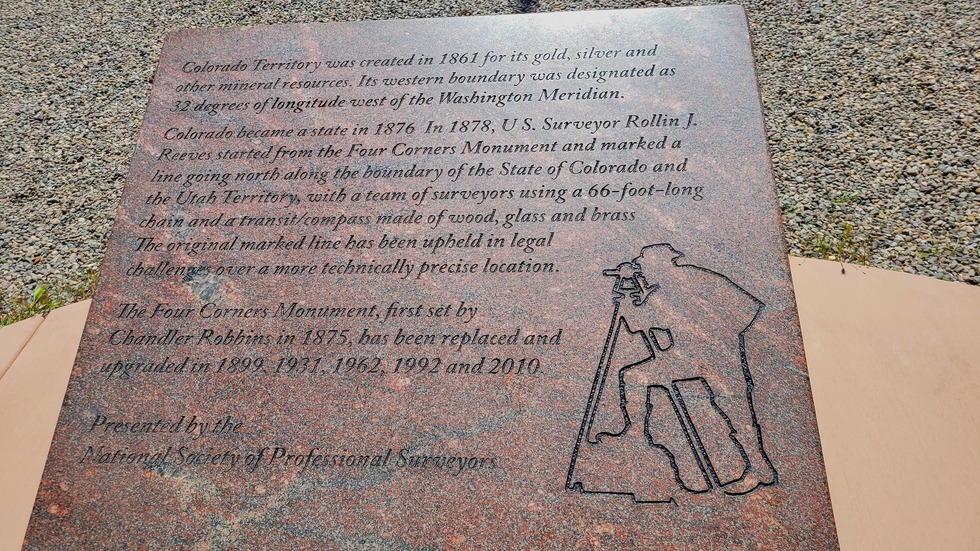 Colorado Territory was created in 1861 for its gold, silver and
other mineral resources. Its western boundary was designated as
32 degrees of longitude west of the Washington Meridian.
Colorado became a state in 1876 In 1878, U S. Surveyor Rollin J.
Reeves started from the Four Corners Monument and marked a
line going north along the boundary of the State of Colorado and
the Utah Territory, with a team of surveyors using a 66-foot-long
chain and a transit/compass made of wood, glass and brass
The original marked line has been upheld in legal
challenges over a more technically precise location.
The Four Corners Monument, first set by
Chandler Robbins in 1875, has been replaced and
upgraded in 1899, 1931, 1962, 1992 and 2010.
Presented by the
National Society of Professional Surveyors